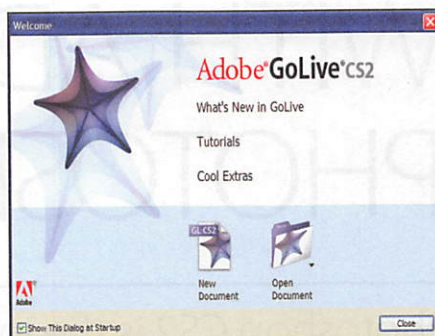 Welcome
Adobe® GoLive® CS2
What's New in GoLive
Tutorials
Cool Extras
GL CS2
New
Document
Open
Document
Adobe
Show This Dialog at Startup
Close